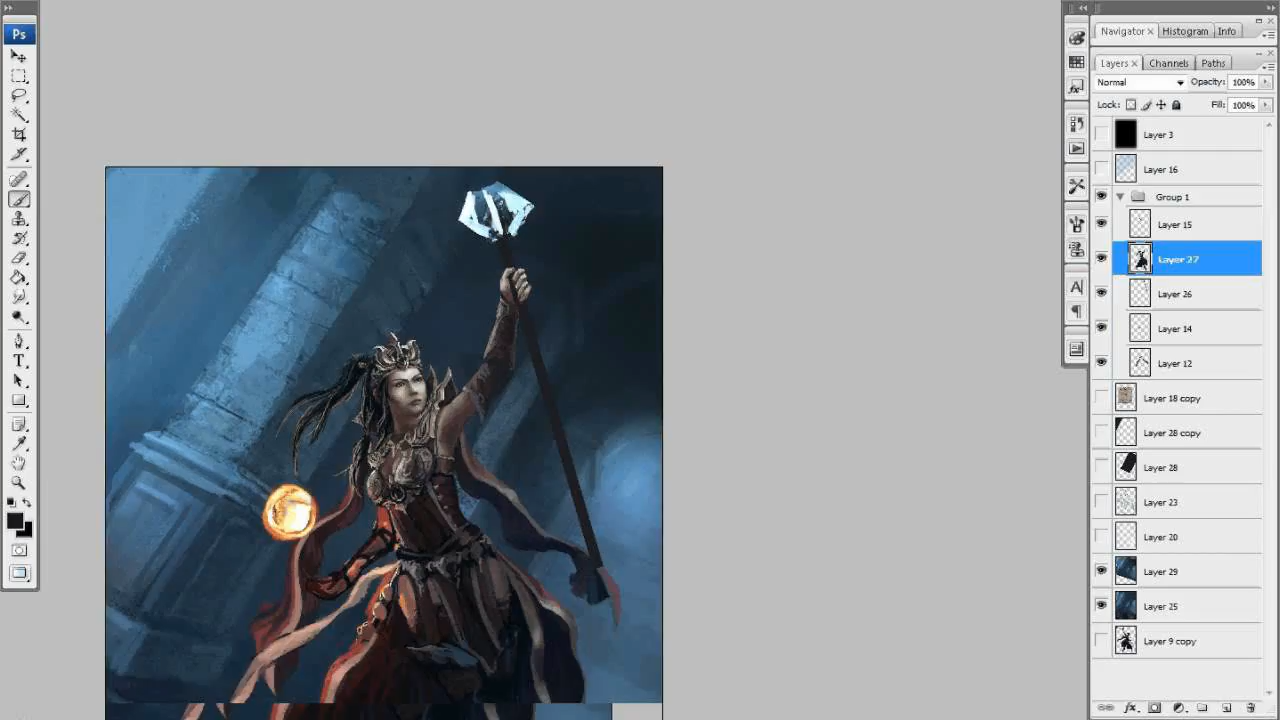 Ps
T
A
Navigator
Histogram
Info
Layers
Channels
Paths
Normal
Opacity: 100%
Lock:
Fill: 100%
Layer 3
Layer 16
Group 1
Layer 15
Layer 27
Layer 26
Layer 14
Layer 12
Layer 18 copy
Layer 28 copy
Layer 28
Layer 23
Layer 20
Layer 29
Layer 25
Layer 9 copy
fx